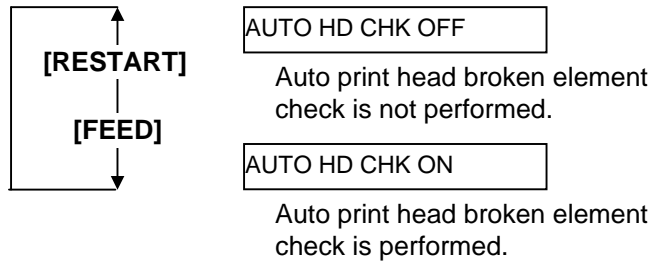 [RESTART]
[FEED]
AUTO HD CHK OFF
Auto print head broken element
check is not performed.
AUTO HD CHK ON
Auto print head broken element
check is performed.